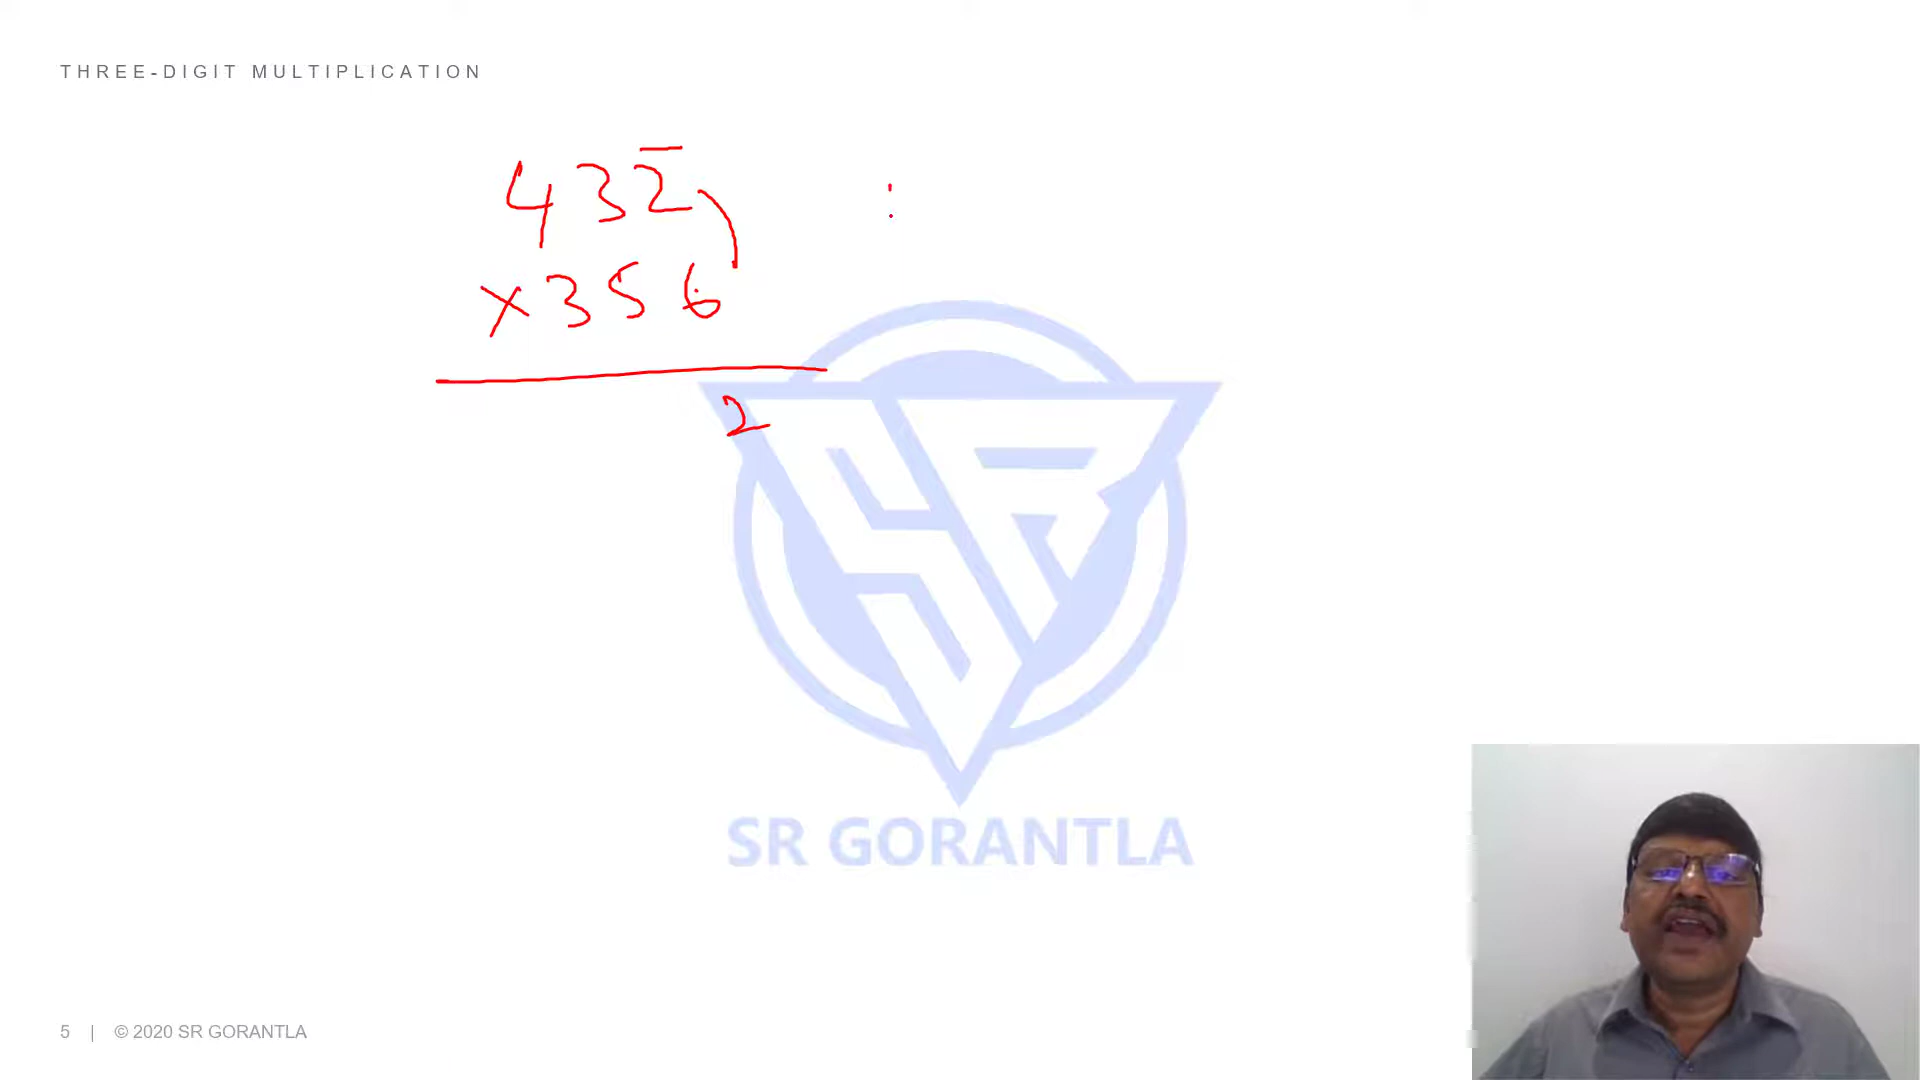 THREE-DIGIT MULTIPLICATION
432
×356
2
SR GORANTLA
5 | © 2020 SR GORANTLA